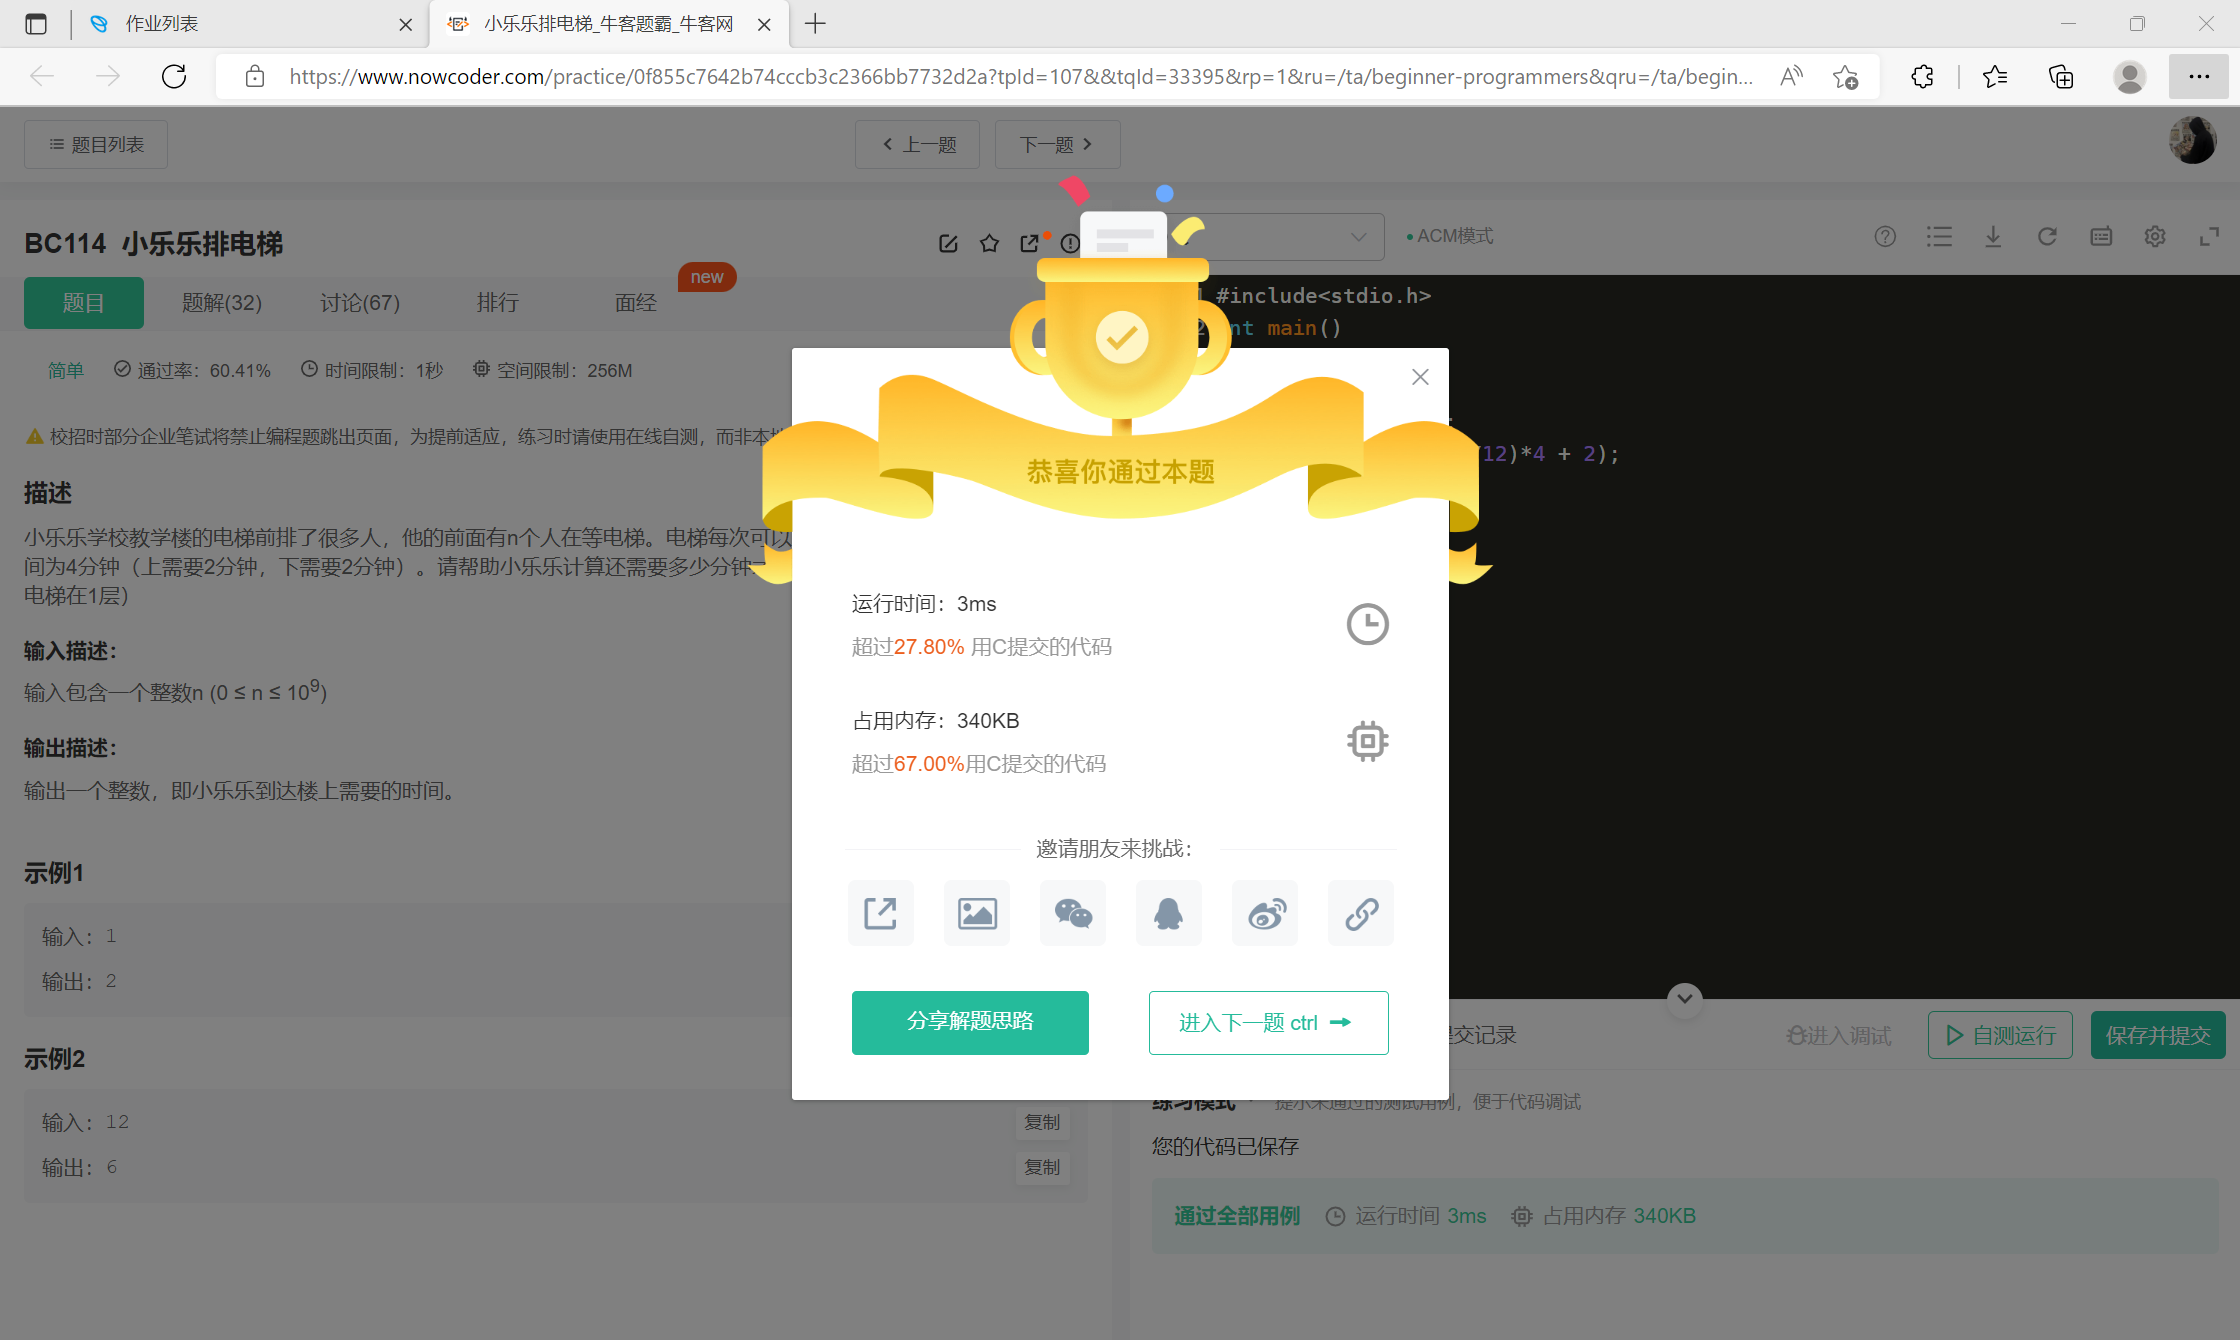 作业列表
小乐乐排电梯_牛客题霸_牛客网
https://www.nowcoder.com/practice/0f855c7642b74cccb3c2366bb7732d2a?tpId=107&&tqId=33395&rp=1&ru=/ta/beginner-programmers&qru=/ta/begin...
题目列表
上一题
下一题
BC114 小乐乐排电梯
ACM模式
题目
题解(32)
讨论(67)
排行
面经
new
1 #include<stdio.h>
2 int main()
简单
通过率：60.41%
时间限制：1秒
空间限制：256M
校招时部分企业笔试将禁止编程题跳出页面，为提前适应，练习时请使用在线自测，而非本地
12)*4 + 2);
恭喜你通过本题
描述
小乐乐学校教学楼的电梯前排了很多人，他的前面有n个人在等电梯。电梯每次可以
间为4分钟（上需要2分钟，下需要2分钟）。请帮助小乐乐计算还需要多少分钟
电梯在1层)
运行时间：3ms
超过27.80% 用C提交的代码
输入描述：
输入包含一个整数n (0 ≤ n ≤ 10⁹)
占用内存：340KB
超过67.00%用C提交的代码
输出描述：
输出一个整数，即小乐乐到达楼上需要的时间。
邀请朋友来挑战：
示例1
输入：1
输出：2
分享解题思路
进入下一题 ctrl
交记录
进入调试
自测运行
保存并提交
示例2
输入：12
复制
输出：6
复制
练习模式
提示未通过的测试用例，便于代码调试
您的代码已保存
通过全部用例
运行时间 3ms
占用内存 340KB